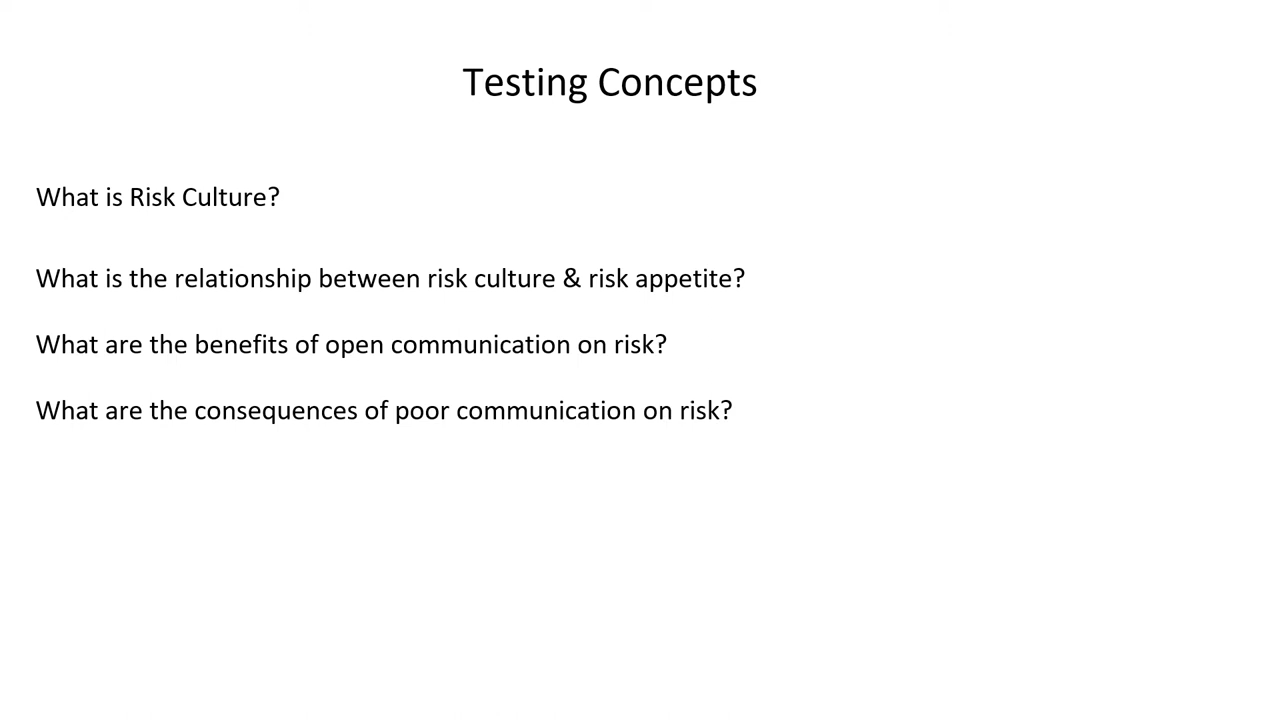 Testing Concepts
What is Risk Culture?
What is the relationship between risk culture & risk appetite?
What are the benefits of open communication on risk?
What are the consequences of poor communication on risk?